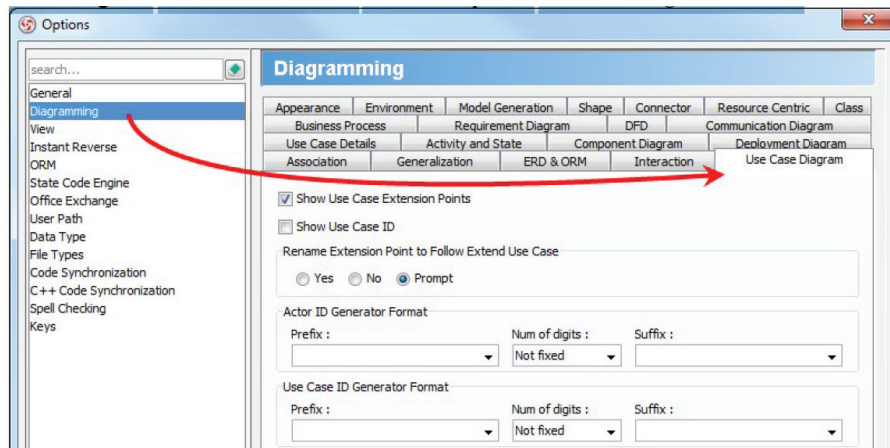 Options
search...
General
Diagramming
View
Instant Reverse
ORM
State Code Engine
Office Exchange
User Path
Data Type
File Types
Code Synchronization
C++ Code Synchronization
Spell Checking
Keys
Diagramming
Appearance Environment Model Generation Shape Connector Resource Centric Class
Business Process Requirement Diagram DFD Communication Diagram
Use Case Details Activity and State Component Diagram Deployment Diagram
Association Generalization ERD & ORM Interaction Use Case Diagram
Show Use Case Extension Points
Show Use Case ID
Rename Extension Point to Follow Extend Use Case
Yes No Prompt
Actor ID Generator Format
Prefix : Num of digits : Suffix :
Not fixed
Use Case ID Generator Format
Prefix : Num of digits : Suffix :
Not fixed